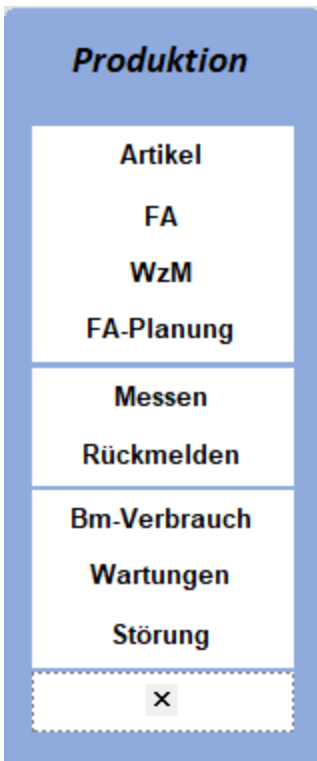 Produktion
Artikel
FA
WzM
FA-Planung
Messen
Rückmelden
Bm-Verbrauch
Wartungen
Störung
✕